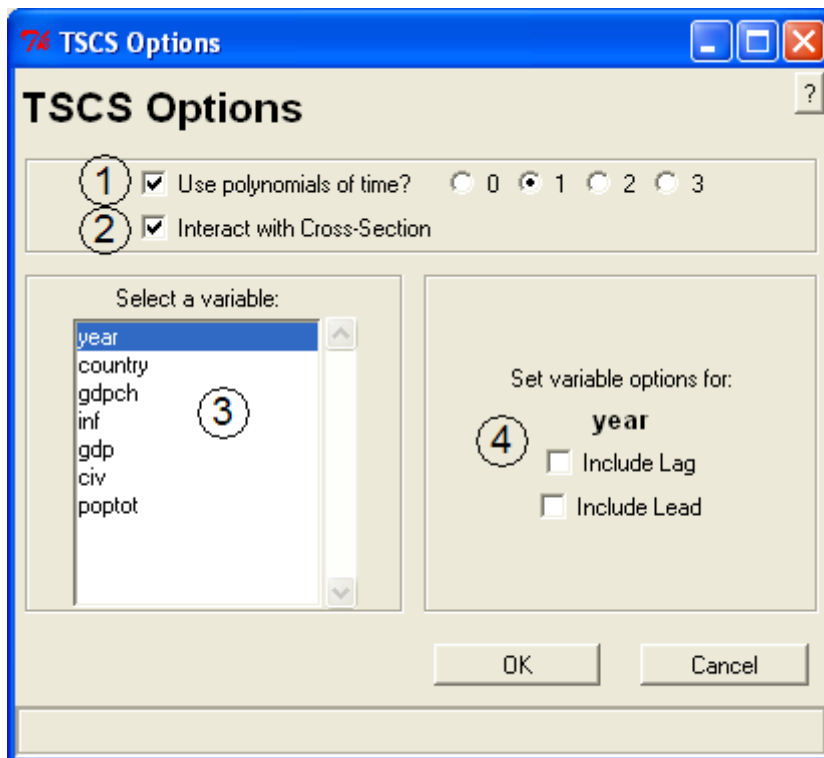 TSCS Options
TSCS Options ?
1 Use polynomials of time? 0 1 2 3
2 Interact with Cross-Section
Select a variable:
year
country
gdpch
inf
gdp
civ
poptot
3
Set variable options for:
year
4 Include Lag
Include Lead
OK Cancel